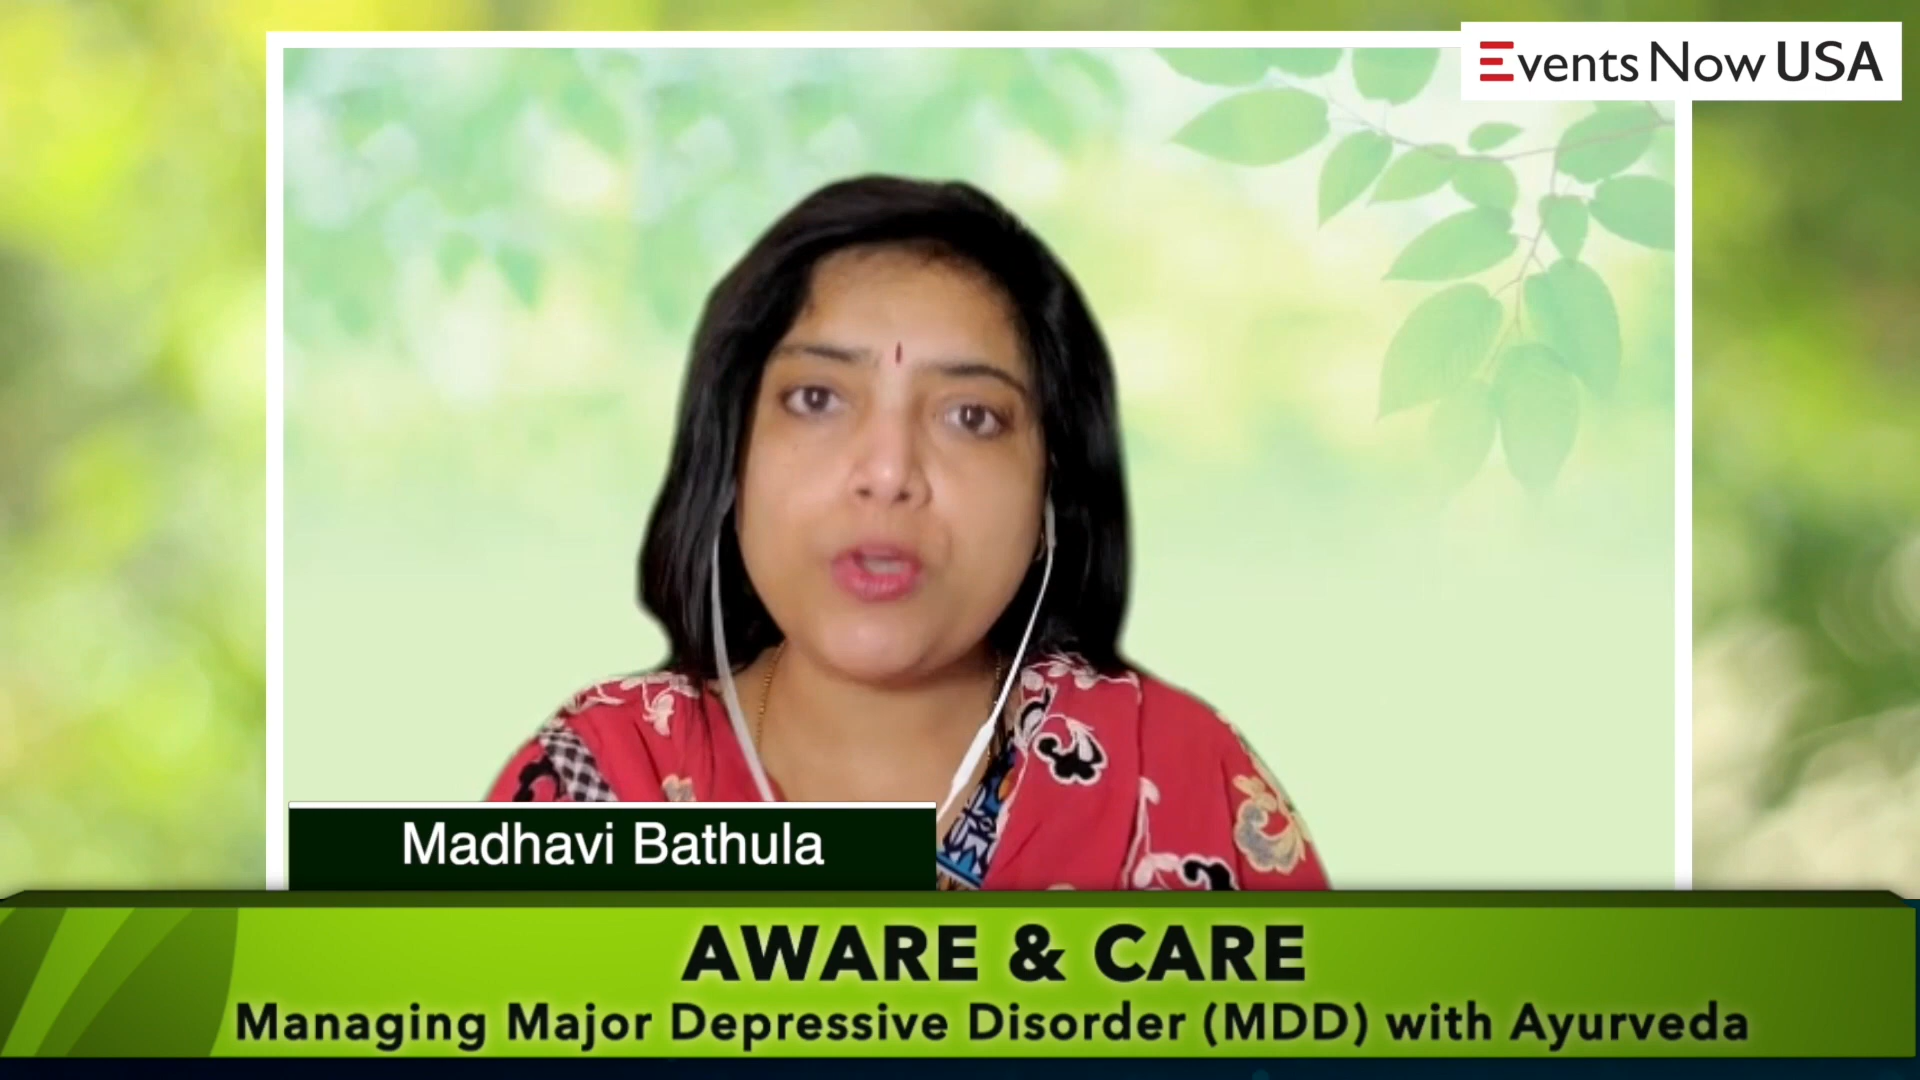 Events Now USA
Madhavi Bathula
AWARE & CARE
Managing Major Depressive Disorder (MDD) with Ayurveda